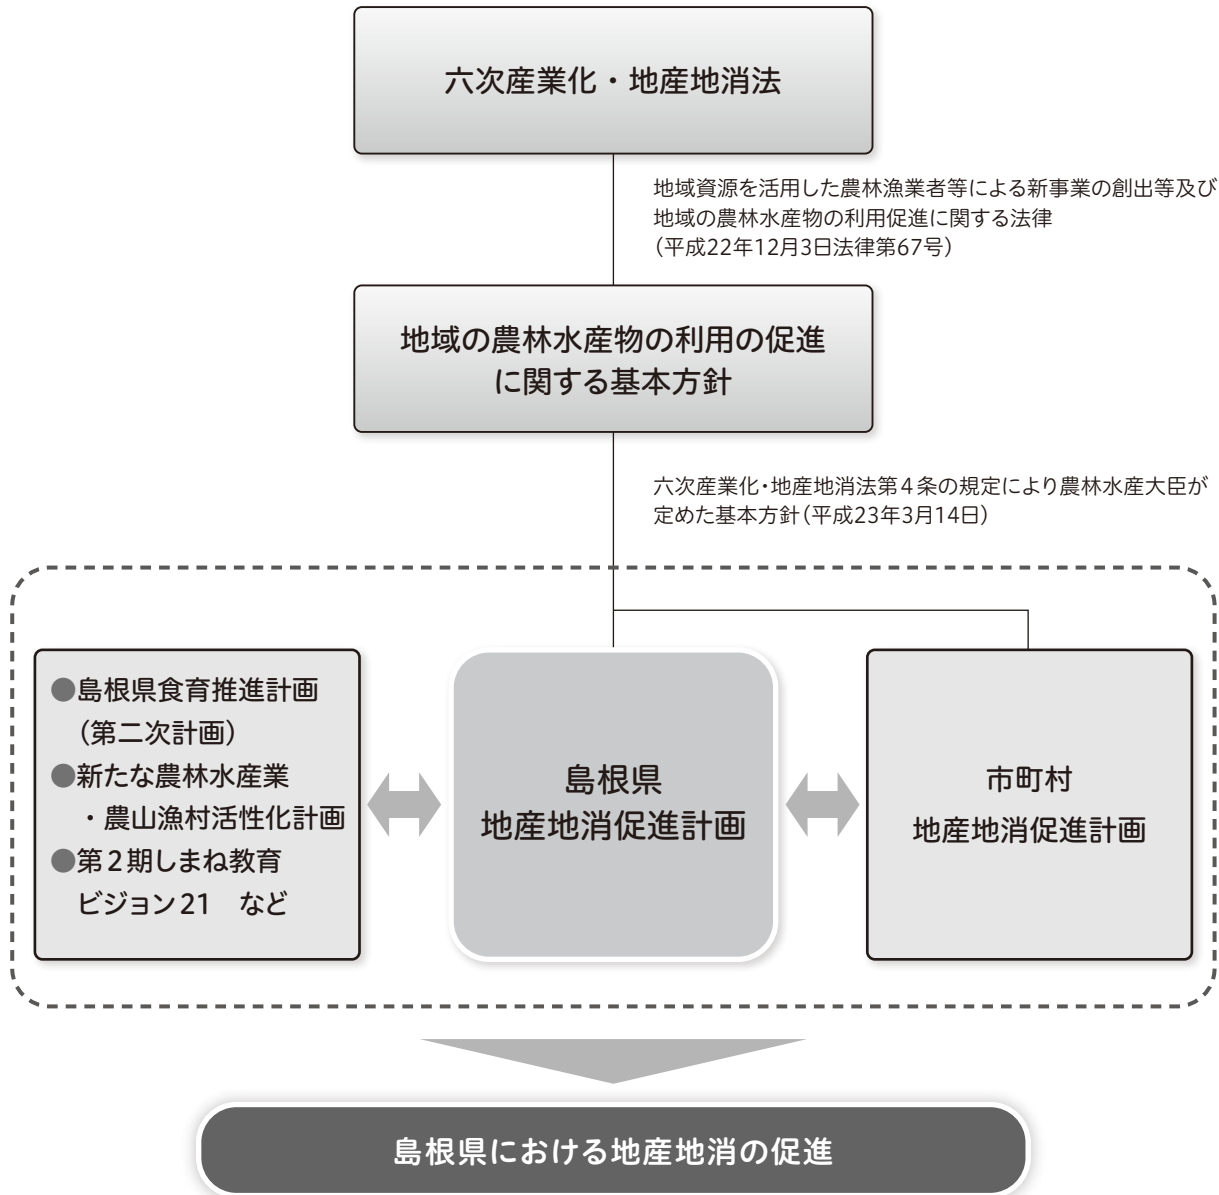 六次産業化・地産地消法
地域資源を活用した農林漁業者等による新事業の創出等及び
地域の農林水産物の利用促進に関する法律
（平成22年12月3日法律第67号）
地域の農林水産物の利用の促進
に関する基本方針
六次産業化・地産地消法第4条の規定により農林水産大臣が
定めた基本方針（平成23年3月14日）
●島根県食育推進計画
（第二次計画）
●新たな農林水産業
・農山漁村活性化計画
●第2期しまね教育
ビジョン21　など
島根県
地産地消促進計画
市町村
地産地消促進計画
島根県における地産地消の促進